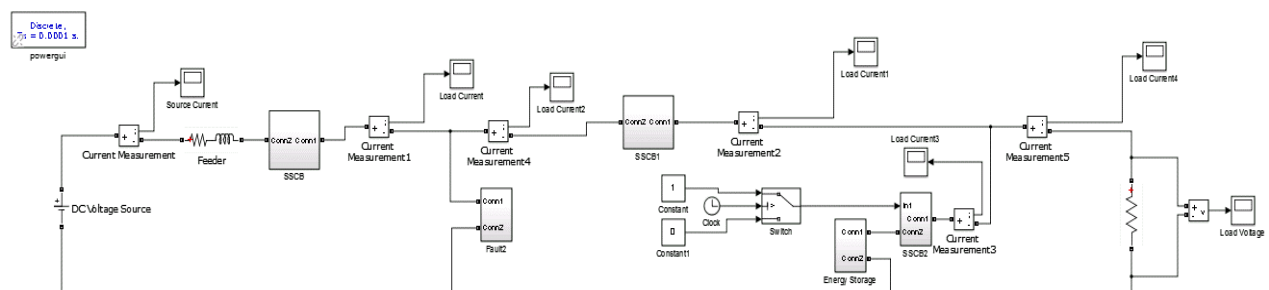 Discrete,
Ts = 0.0001 s.
powergui
Source Current
Load Current
Load Current2
Load Current1
Load Current4
Current Measurement
Feeder
Conn2 Conn1
SSCB
Current
Measurement1
Current
Measurement4
Conn2 Conn1
SSCB1
Current
Measurement2
Load Current3
Current
Measurement5
DC Voltage Source
Conn1
Conn2
Fault2
1
Constant
Clock
0
Constant1
Switch
In1
Conn1
Conn2
SSCB2
Current
Measurement3
Conn1
Conn2
Energy Storage
v
Load Voltage